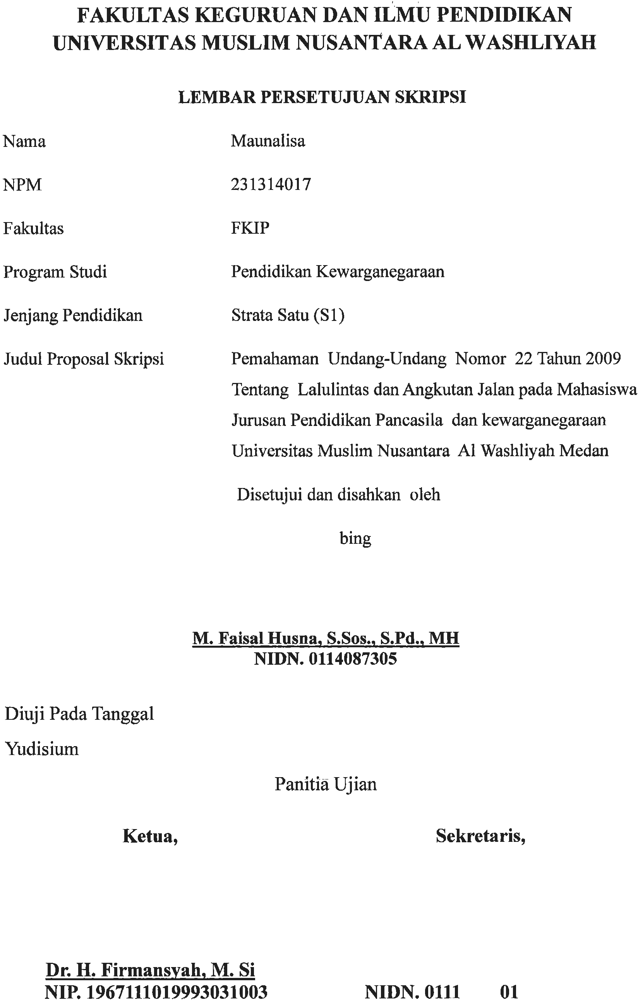 FAKULTAS KEGURUAN DAN ILMU PENDIDIKAN
UNIVERSITAS MUSLIM NUSANTARA AL WASHLIYAH
LEMBAR PERSETUJUAN SKRIPSI
Nama Maunalisa
NPM 231314017
Fakultas FKIP
Program Studi Pendidikan Kewarganegaraan
Jenjang Pendidikan Strata Satu (S1)
Judul Proposal Skripsi Pemahaman Undang-Undang Nomor 22 Tahun 2009
Tentang Lalulintas dan Angkutan Jalan pada Mahasiswa
Jurusan Pendidikan Pancasila dan kewarganegaraan
Universitas Muslim Nusantara Al Washliyah Medan
Disetujui dan disahkan oleh
bing
M. Faisal Husna, S.Sos., S.Pd., MH
NIDN. 0114087305
Diuji Pada Tanggal
Yudisium
Panitia Ujian
Ketua, Sekretaris,
Dr. H. Firmansyah, M. Si
NIP. 1967111019993031003 NIDN. 0111 01